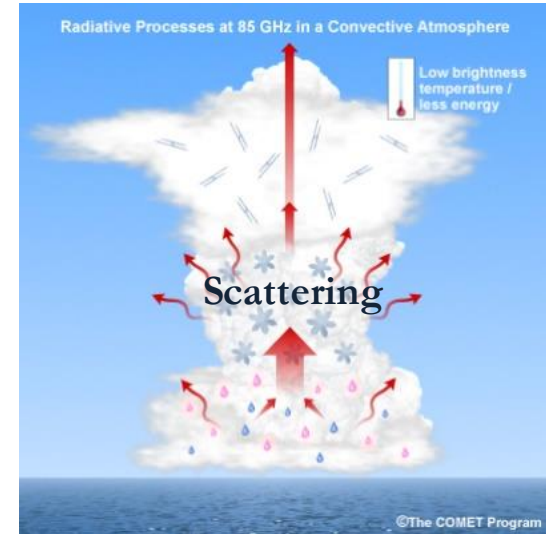 Radiative Processes at 85 GHz in a Convective Atmosphere
Low brightness
temperature /
less energy
Scattering
©The COMET Program